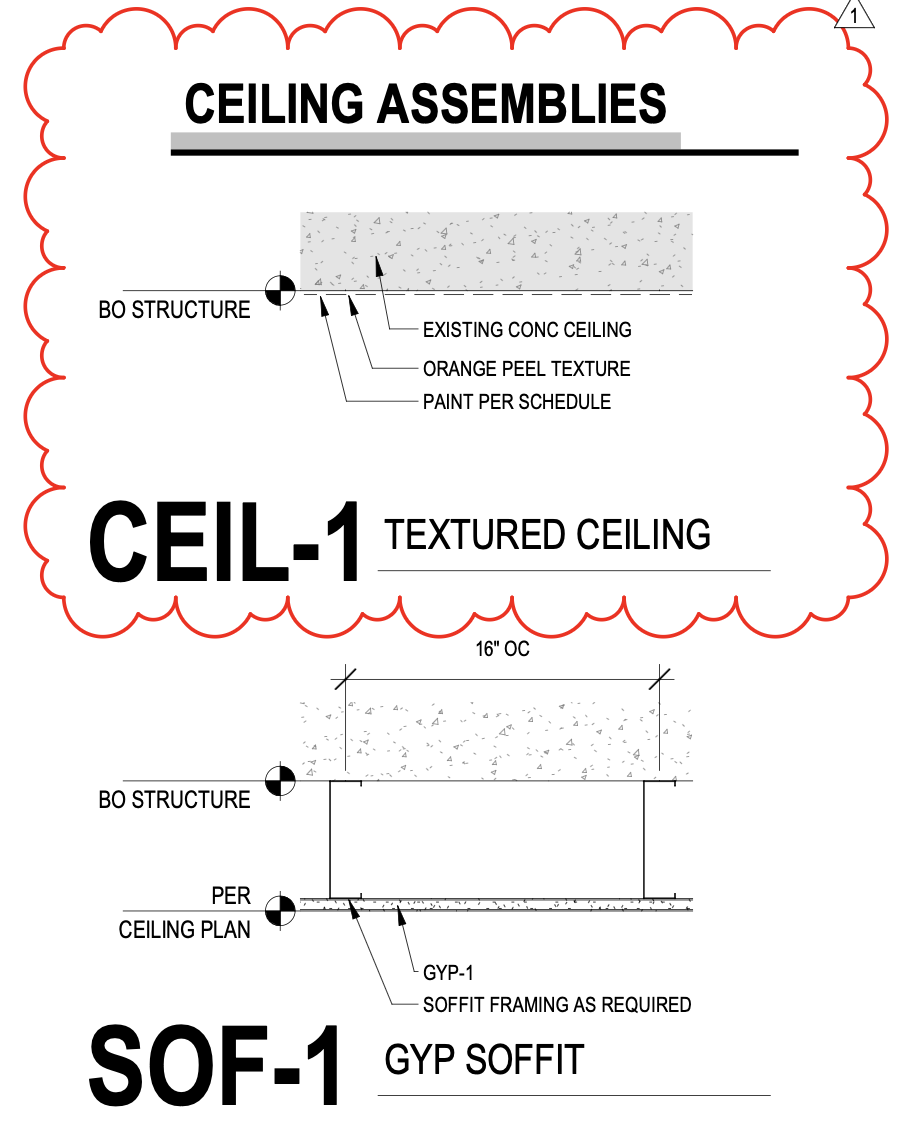 1
CEILING ASSEMBLIES
BO STRUCTURE
EXISTING CONC CEILING
ORANGE PEEL TEXTURE
PAINT PER SCHEDULE
CEIL-1 TEXTURED CEILING
16" OC
BO STRUCTURE
PER
CEILING PLAN
GYP-1
SOFFIT FRAMING AS REQUIRED
SOF-1 GYP SOFFIT